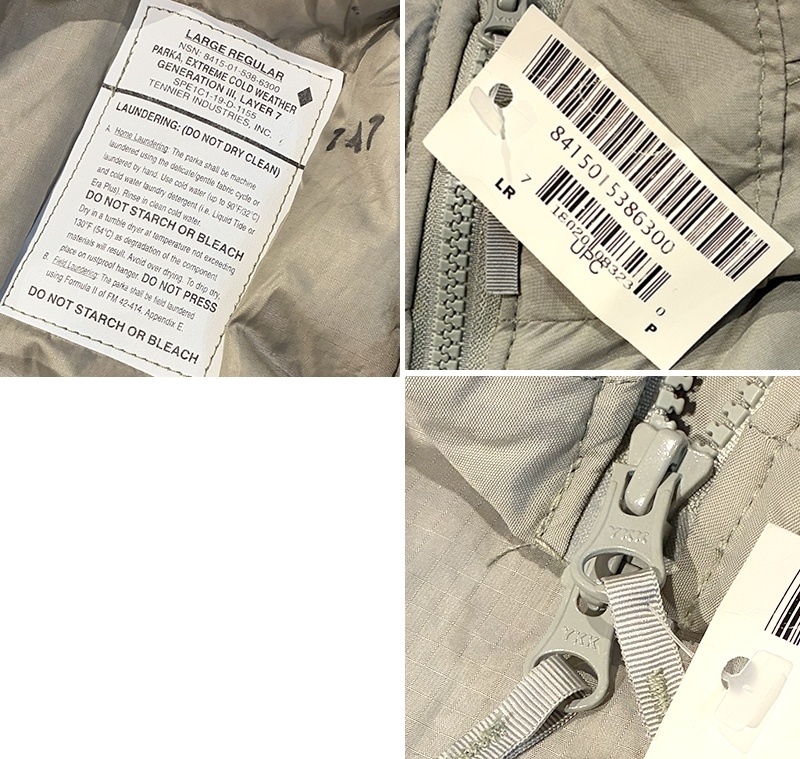 LARGE REGULAR
NSN: 8415-01-538-6300
PARKA, EXTREME COLD WEATHER
GENERATION III, LAYER 7
SPE1C1-19-D-1155
TENNIER INDUSTRIES, INC.
LAUNDERING: (DO NOT DRY CLEAN)
A. Home Laundering: The parka shall be machine
laundered using the delicate/gentle fabric cycle or
laundered by hand. Use cold water (up to 90°F/32°C)
and cold water laundry detergent (i.e. Liquid Tide or
Era Plus). Rinse in clean cold water.
DO NOT STARCH OR BLEACH
Dry in a tumble dryer at temperature not exceeding
130°F (54°C) as degradation of the component
materials will result. Avoid over drying. To drip dry,
place on rustproof hanger. DO NOT PRESS
B. Field Laundering: The parka shall be field laundered
using Formula II of FM 42-414, Appendix E.
DO NOT STARCH OR BLEACH
YKK
8415015386300
7
LR
UPC
0
P
YKK
YKK